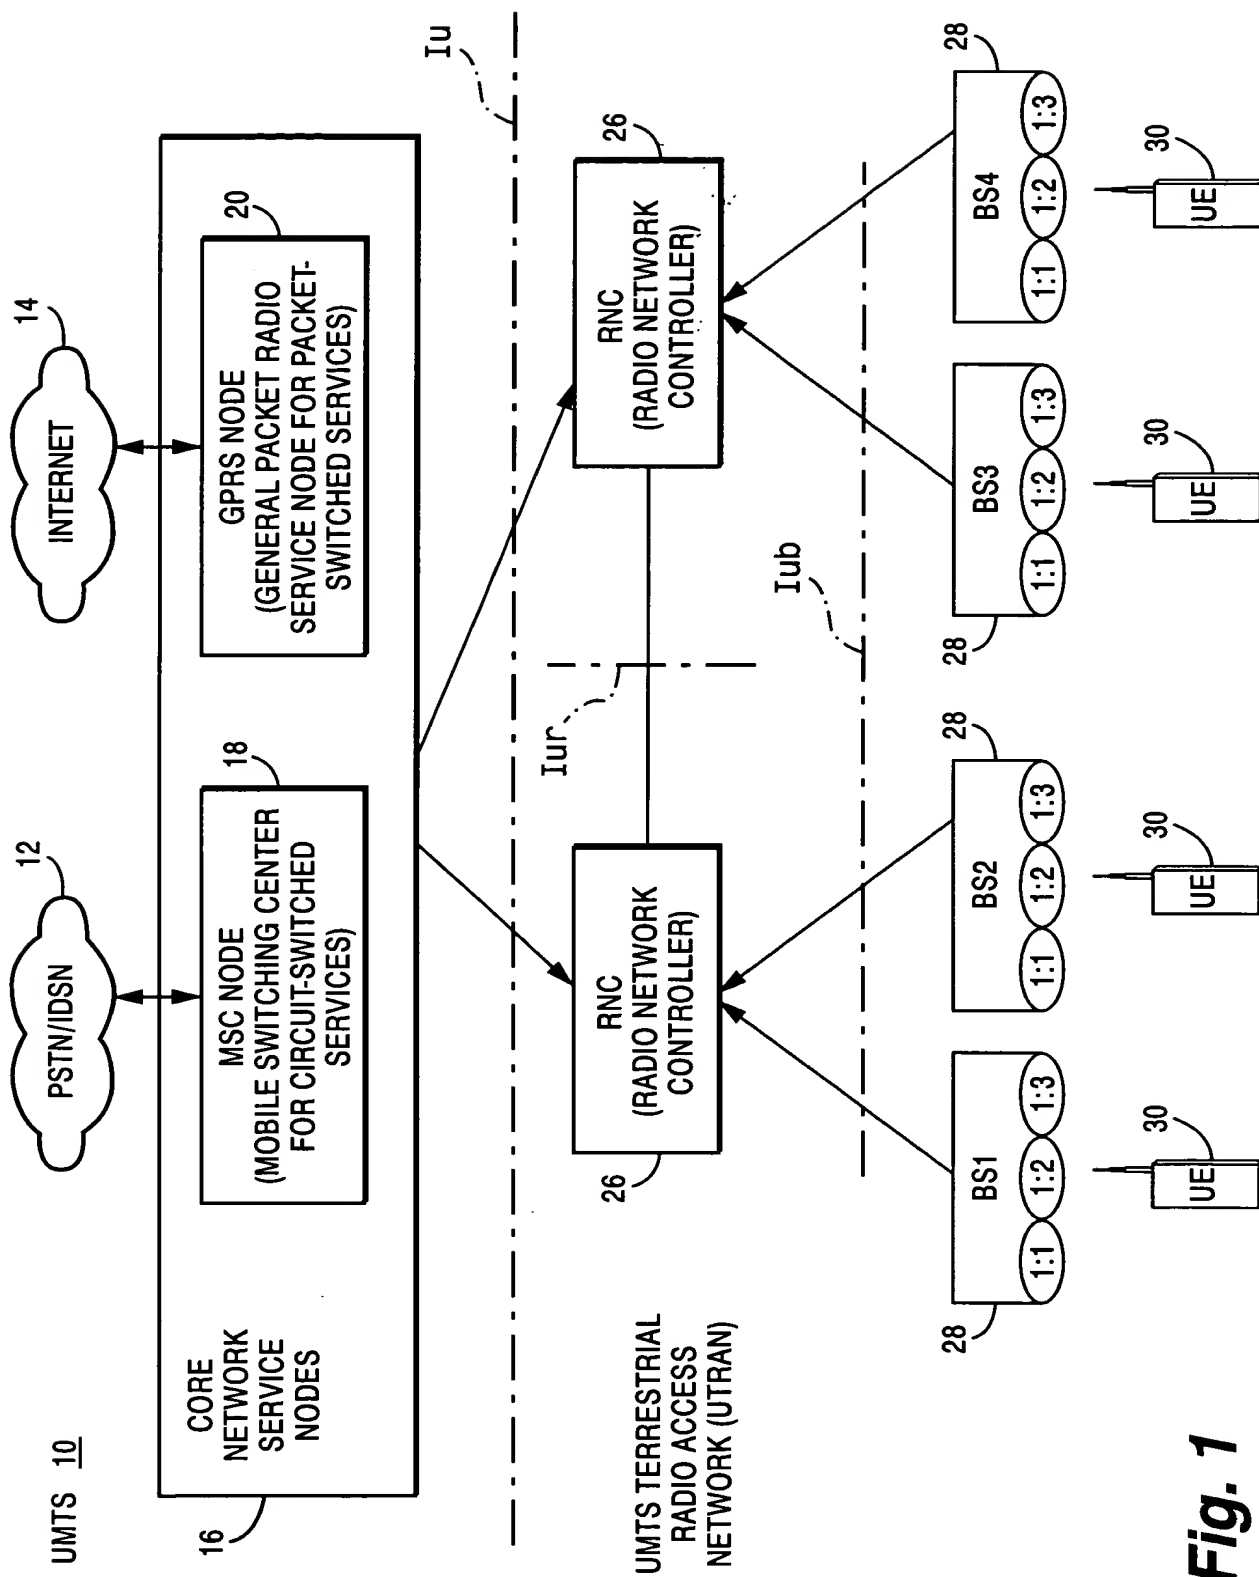 UMTS 10
PSTN/IDSN
12
INTERNET
14
16
CORE
NETWORK
SERVICE
NODES
MSC NODE
(MOBILE SWITCHING CENTER
FOR CIRCUIT-SWITCHED
SERVICES)
18
GPRS NODE
(GENERAL PACKET RADIO
SERVICE NODE FOR PACKET-
SWITCHED SERVICES)
20
Iu
UMTS TERRESTRIAL
RADIO ACCESS
NETWORK (UTRAN)
26
RNC
(RADIO NETWORK
CONTROLLER)
Iur
RNC
(RADIO NETWORK
CONTROLLER)
26
Iub
28
BS1
1:1 1:2 1:3
BS2
1:1 1:2 1:3
28
28
BS3
1:1 1:2 1:3
BS4
1:1 1:2 1:3
28
UE
30
UE
30
UE
30
UE
30
Fig. 1